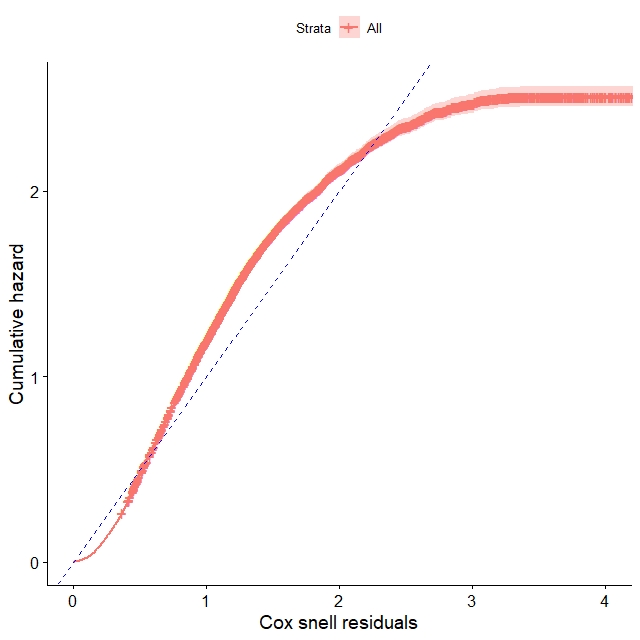 Strata All
2
1
0
Cumulative hazard
0 1 2 3 4
Cox snell residuals